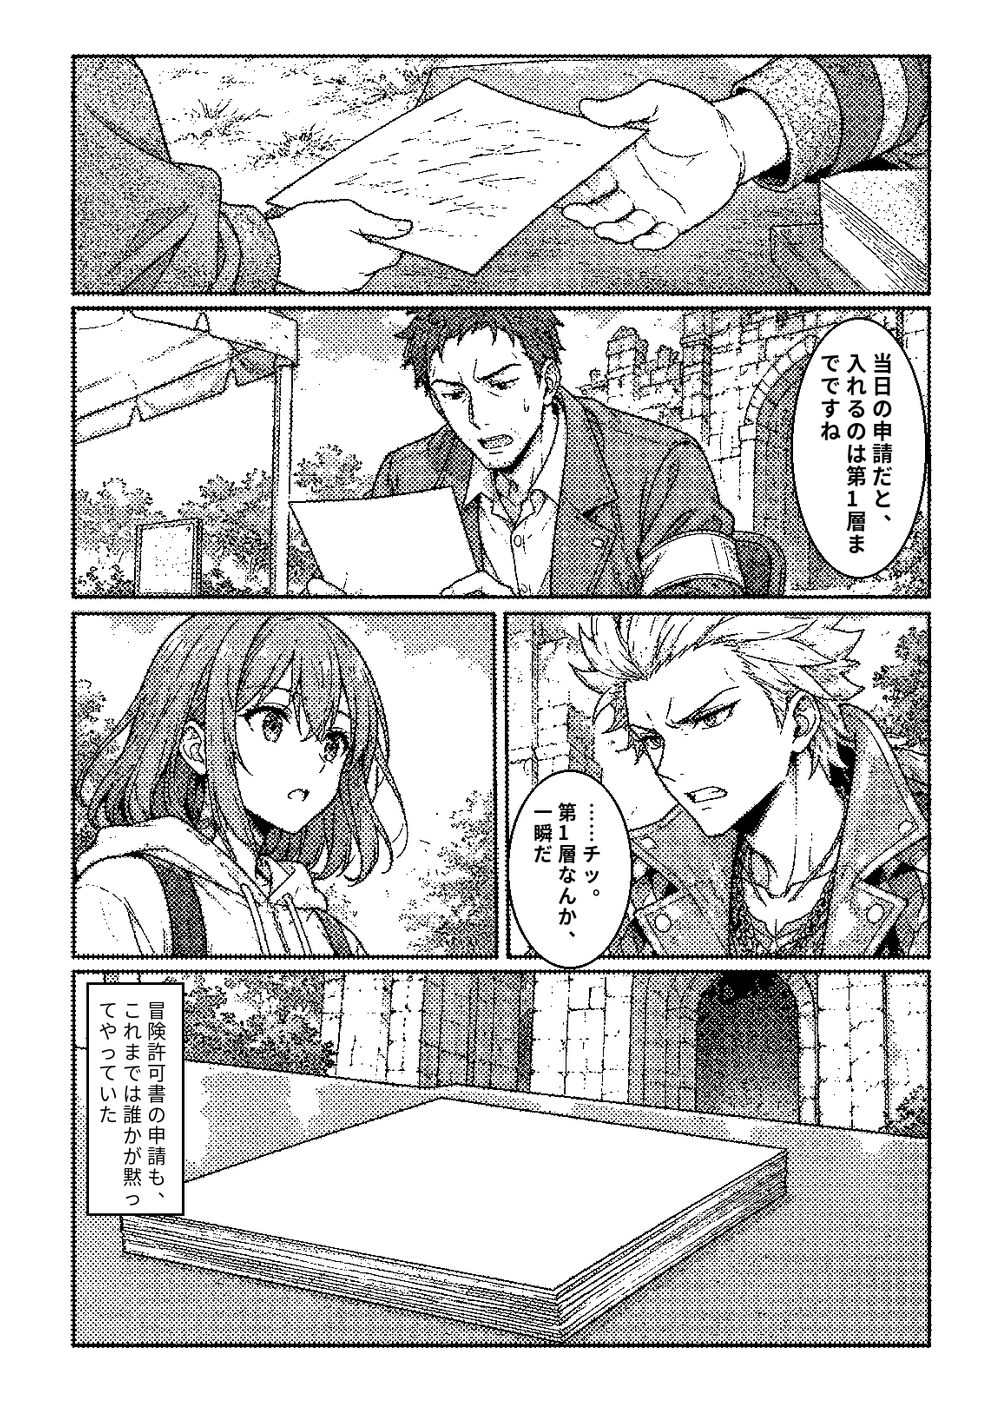 当日の申請だと、
入れるのは第1層ま
でですね
……チッ。
第1層なんか、
一瞬だ
冒険許可書の申請も、
これまでは誰かが黙っ
てやっていた